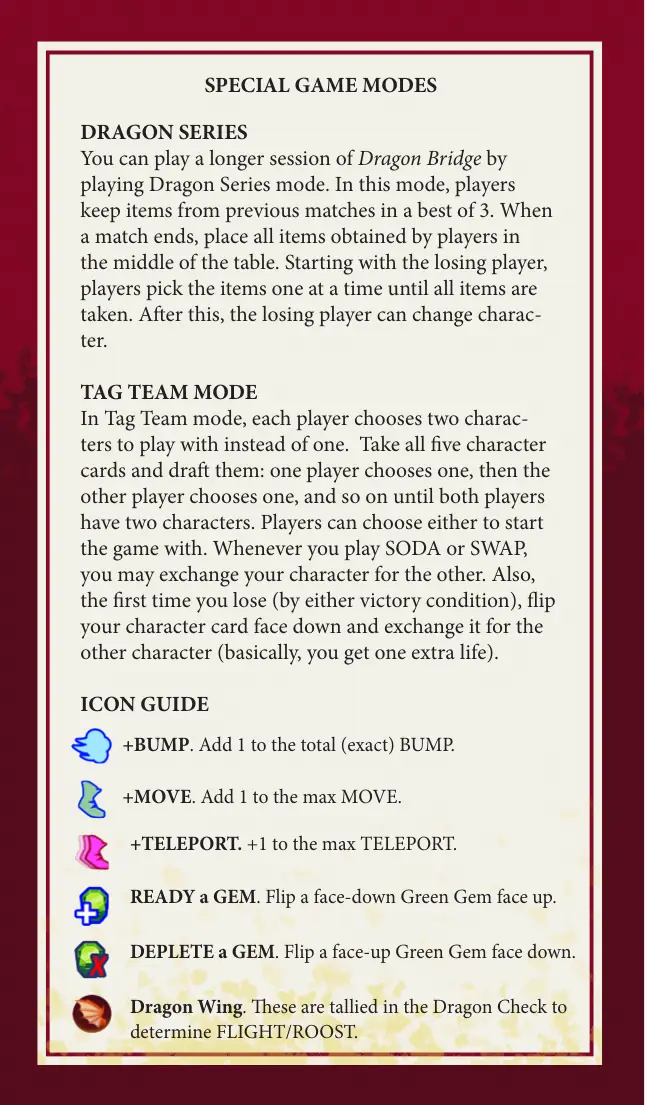 SPECIAL GAME MODES
DRAGON SERIES
You can play a longer session of Dragon Bridge by
playing Dragon Series mode. In this mode, players
keep items from previous matches in a best of 3. When
a match ends, place all items obtained by players in
the middle of the table. Starting with the losing player,
players pick the items one at a time until all items are
taken. After this, the losing player can change charac-
ter.
TAG TEAM MODE
In Tag Team mode, each player chooses two charac-
ters to play with instead of one.  Take all five character
cards and draft them: one player chooses one, then the
other player chooses one, and so on until both players
have two characters. Players can choose either to start
the game with. Whenever you play SODA or SWAP,
you may exchange your character for the other. Also,
the first time you lose (by either victory condition), flip
your character card face down and exchange it for the
other character (basically, you get one extra life).
ICON GUIDE
+BUMP. Add 1 to the total (exact) BUMP.
+MOVE. Add 1 to the max MOVE.
+TELEPORT. +1 to the max TELEPORT.
READY a GEM. Flip a face-down Green Gem face up.
DEPLETE a GEM. Flip a face-up Green Gem face down.
Dragon Wing. These are tallied in the Dragon Check to
determine FLIGHT/ROOST.